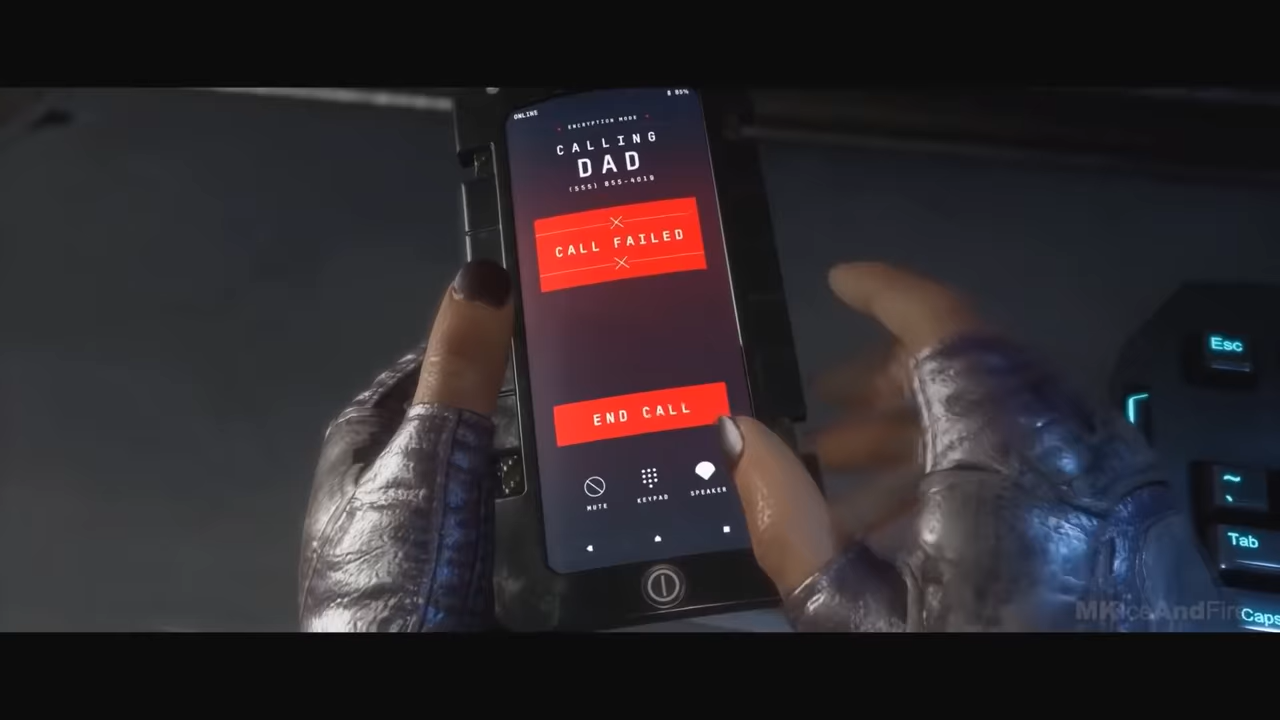 ONLINE
80%
ENCRYPTION MODE
CALLING
DAD
(555) 855-4019
CALL FAILED
END CALL
MUTE
KEYPAD
SPEAKER
Esc
~
`
Tab
Caps
MKIceAndFire